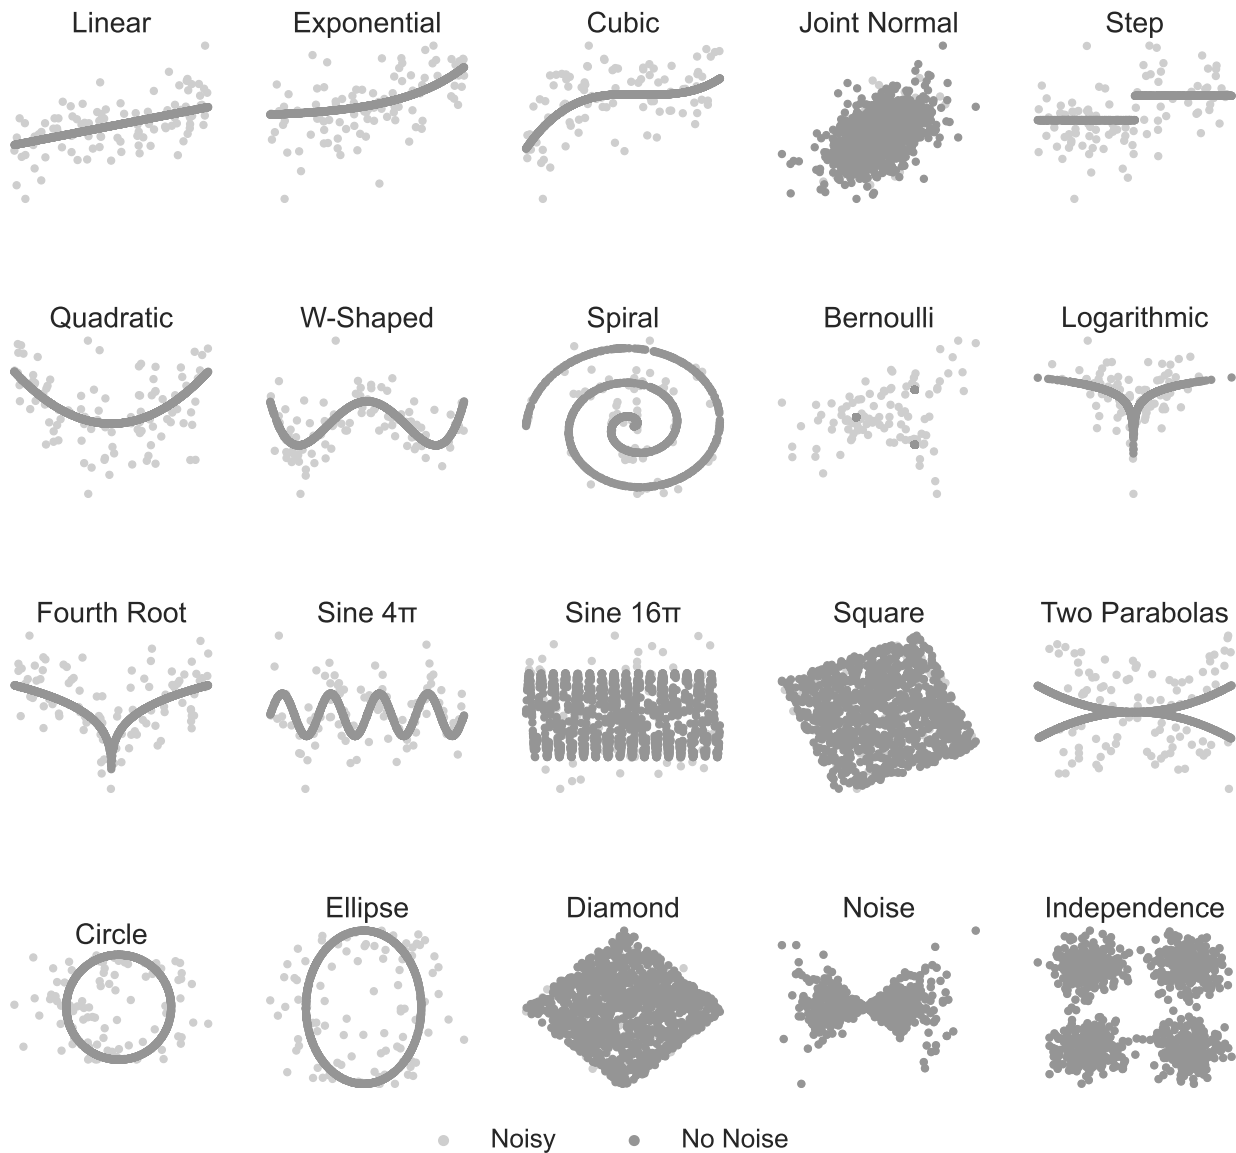 Linear Exponential Cubic Joint Normal Step
Quadratic W-Shaped Spiral Bernoulli Logarithmic
Fourth Root Sine 4π Sine 16π Square Two Parabolas
Circle Ellipse Diamond Noise Independence
Noisy No Noise